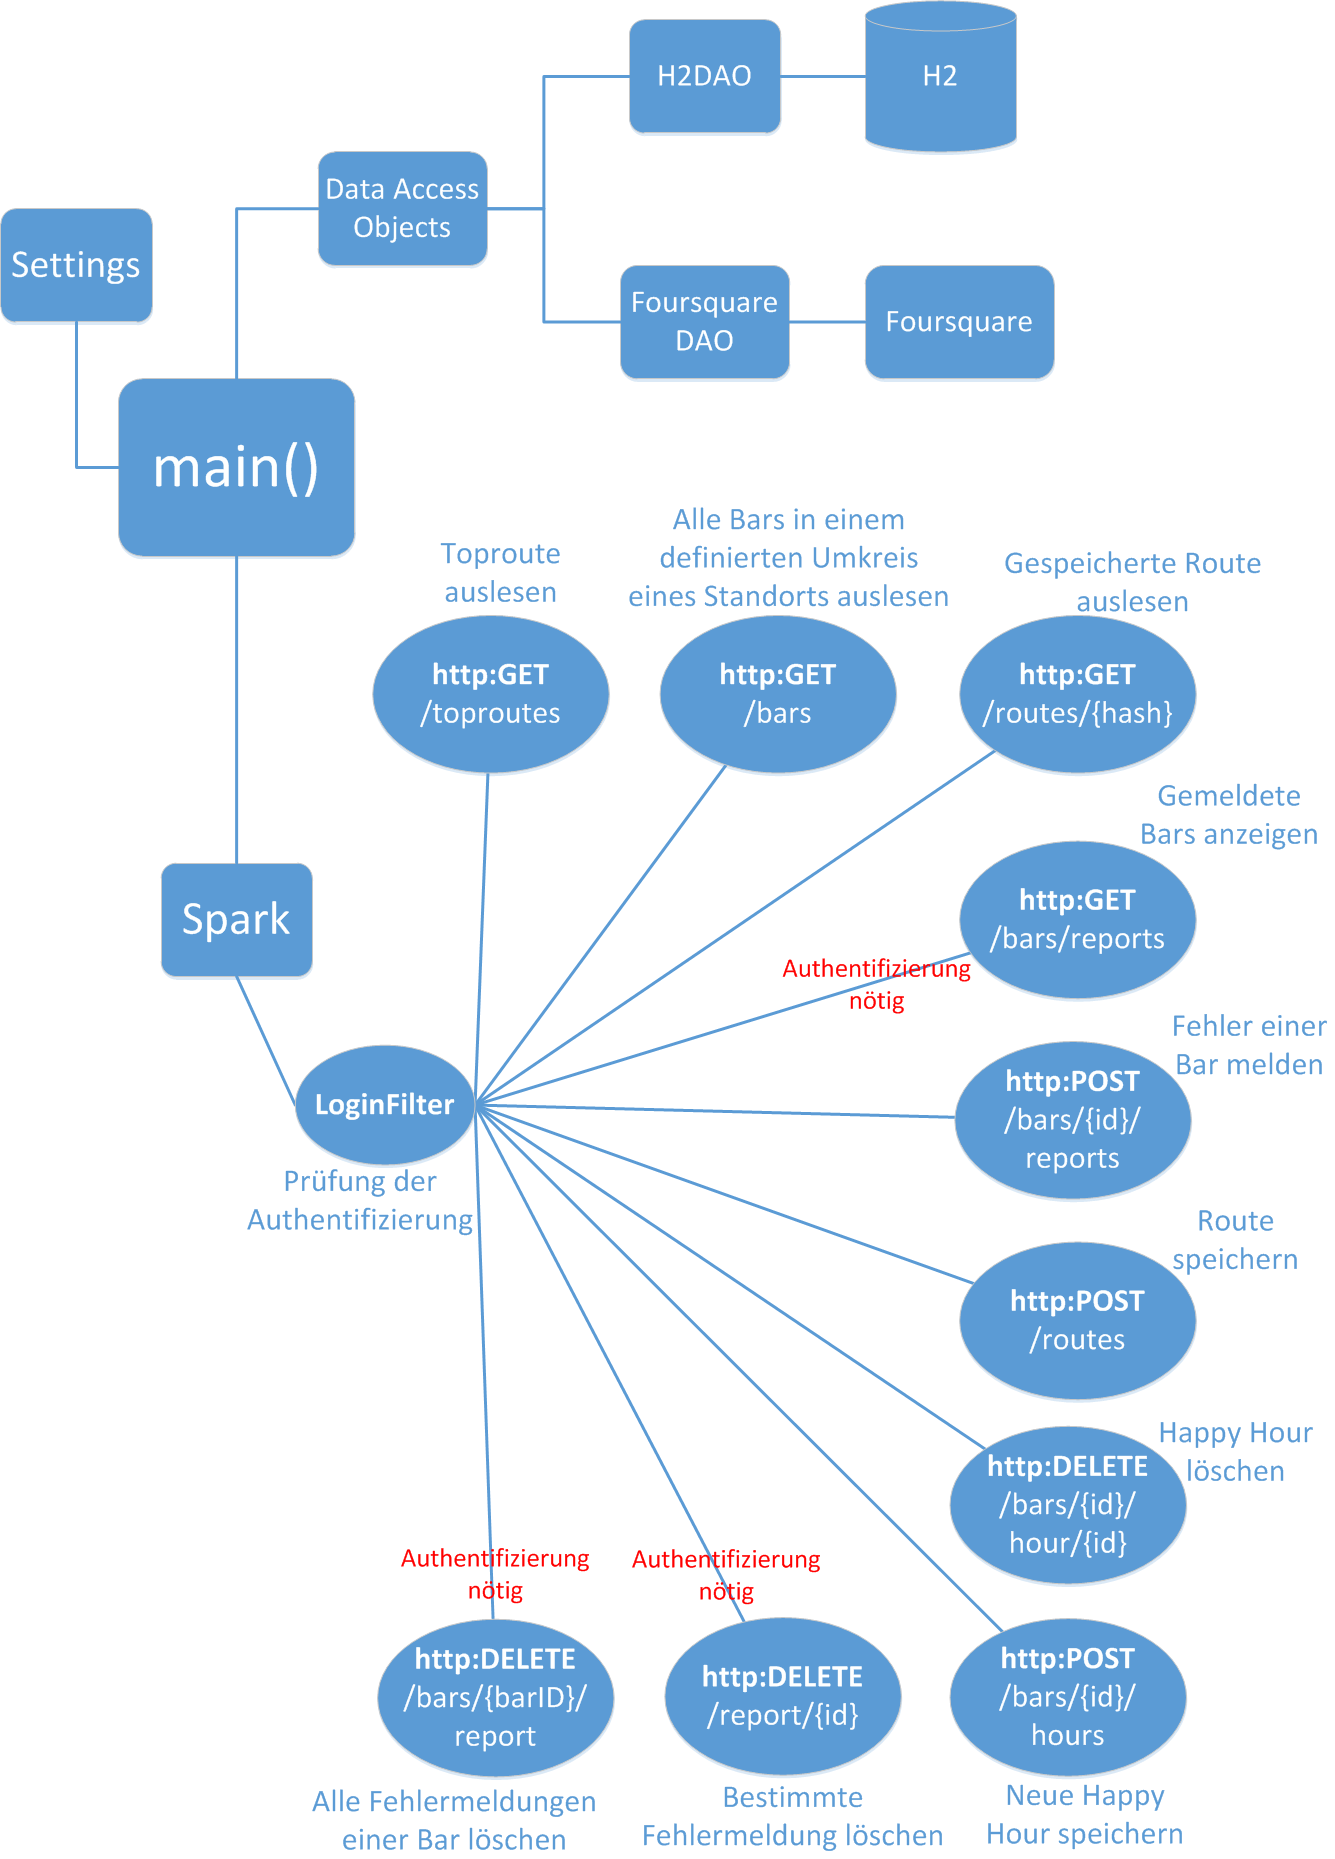 H2DAO
H2
Data Access
Objects
Settings
Foursquare
DAO
Foursquare
main()
Toproute
auslesen
Alle Bars in einem
definierten Umkreis
eines Standorts auslesen
Gespeicherte Route
auslesen
http:GET
/toproutes
http:GET
/bars
http:GET
/routes/{hash}
Gemeldete
Bars anzeigen
http:GET
/bars/reports
Spark
Authentifizierung
nötig
Fehler einer
Bar melden
http:POST
/bars/{id}/
reports
LoginFilter
Prüfung der
Authentifizierung
Route
speichern
http:POST
/routes
Happy Hour
löschen
http:DELETE
/bars/{id}/
hour/{id}
Authentifizierung
nötig
Authentifizierung
nötig
http:DELETE
/bars/{barID}/
report
http:DELETE
/report/{id}
http:POST
/bars/{id}/
hours
Alle Fehlermeldungen
einer Bar löschen
Bestimmte
Fehlermeldung löschen
Neue Happy
Hour speichern